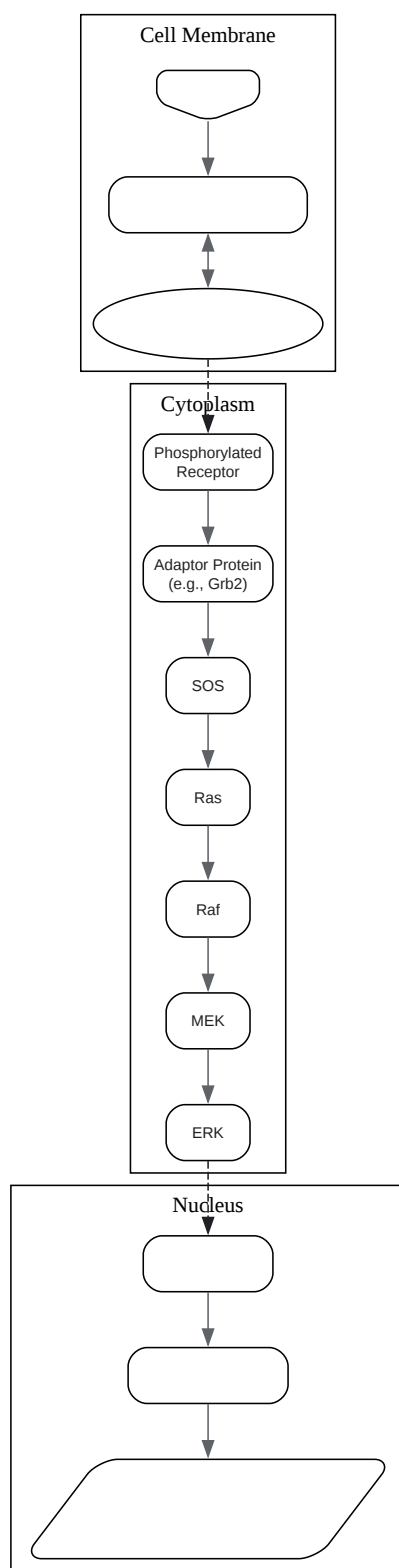 Cell Membrane
Cytoplasm
Phosphorylated
Receptor
Adaptor Protein
(e.g., Grb2)
SOS
Ras
Raf
MEK
ERK
Nucleus